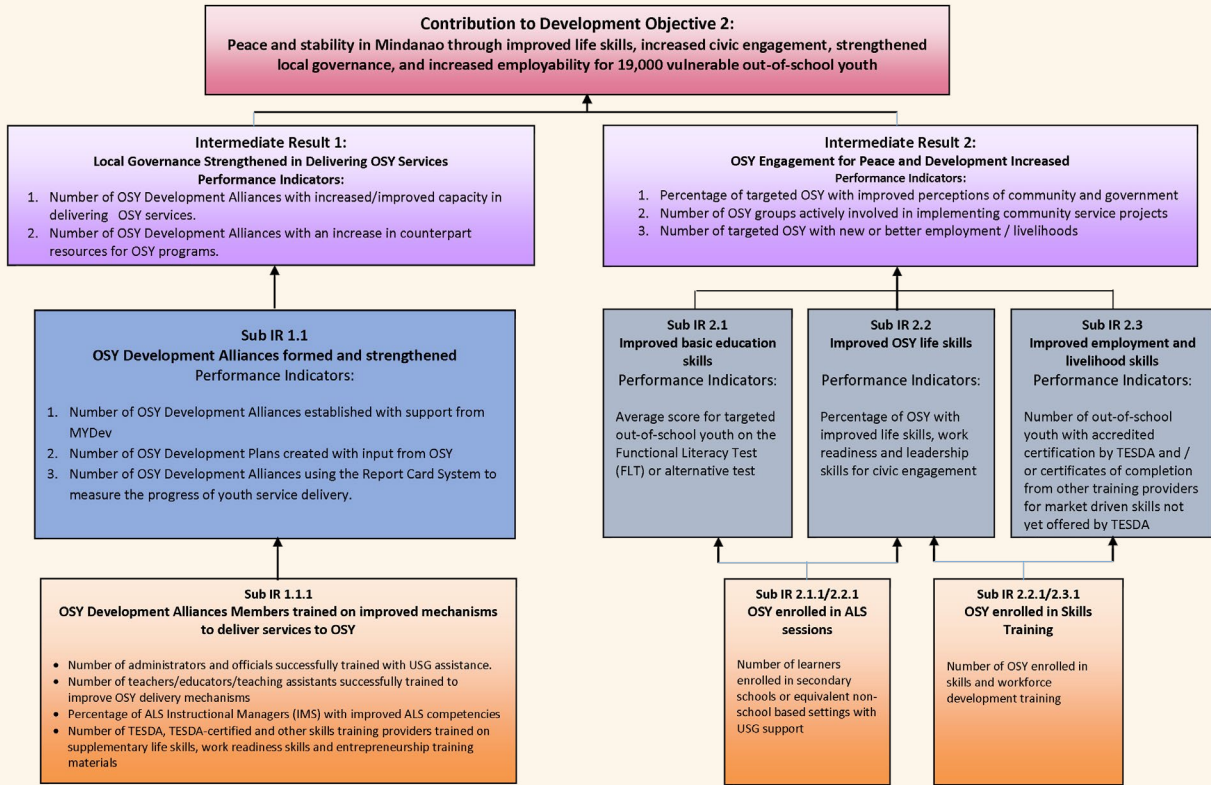 Contribution to Development Objective 2:
Peace and stability in Mindanao through improved life skills, increased civic engagement, strengthened
local governance, and increased employability for 19,000 vulnerable out-of-school youth
Intermediate Result 1:
Local Governance Strengthened in Delivering OSY Services
Performance Indicators:
1. Number of OSY Development Alliances with increased/improved capacity in
delivering OSY services.
2. Number of OSY Development Alliances with an increase in counterpart
resources for OSY programs.
Intermediate Result 2:
OSY Engagement for Peace and Development Increased
Performance Indicators:
1. Percentage of targeted OSY with improved perceptions of community and government
2. Number of OSY groups actively involved in implementing community service projects
3. Number of targeted OSY with new or better employment / livelihoods
Sub IR 1.1
OSY Development Alliances formed and strengthened
Performance Indicators:
1. Number of OSY Development Alliances established with support from
MYDev
2. Number of OSY Development Plans created with input from OSY
3. Number of OSY Development Alliances using the Report Card System to
measure the progress of youth service delivery.
Sub IR 2.1
Improved basic education
skills
Performance Indicators:
Average score for targeted
out-of-school youth on the
Functional Literacy Test
(FLT) or alternative test
Sub IR 2.2
Improved OSY life skills
Performance Indicators:
Percentage of OSY with
improved life skills, work
readiness and leadership
skills for civic engagement
Sub IR 2.3
Improved employment and
livelihood skills
Performance Indicators:
Number of out-of-school
youth with accredited
certification by TESDA and /
or certificates of completion
from other training providers
for market driven skills not
yet offered by TESDA
Sub IR 1.1.1
OSY Development Alliances Members trained on improved mechanisms
to deliver services to OSY
• Number of administrators and officials successfully trained with USG assistance.
• Number of teachers/educators/teaching assistants successfully trained to
improve OSY delivery mechanisms
• Percentage of ALS Instructional Managers (IMS) with improved ALS competencies
• Number of TESDA, TESDA-certified and other skills training providers trained on
supplementary life skills, work readiness skills and entrepreneurship training
materials
Sub IR 2.1.1/2.2.1
OSY enrolled in ALS
sessions
Number of learners
enrolled in secondary
schools or equivalent non-
school based settings with
USG support
Sub IR 2.2.1/2.3.1
OSY enrolled in Skills
Training
Number of OSY enrolled in
skills and workforce
development training